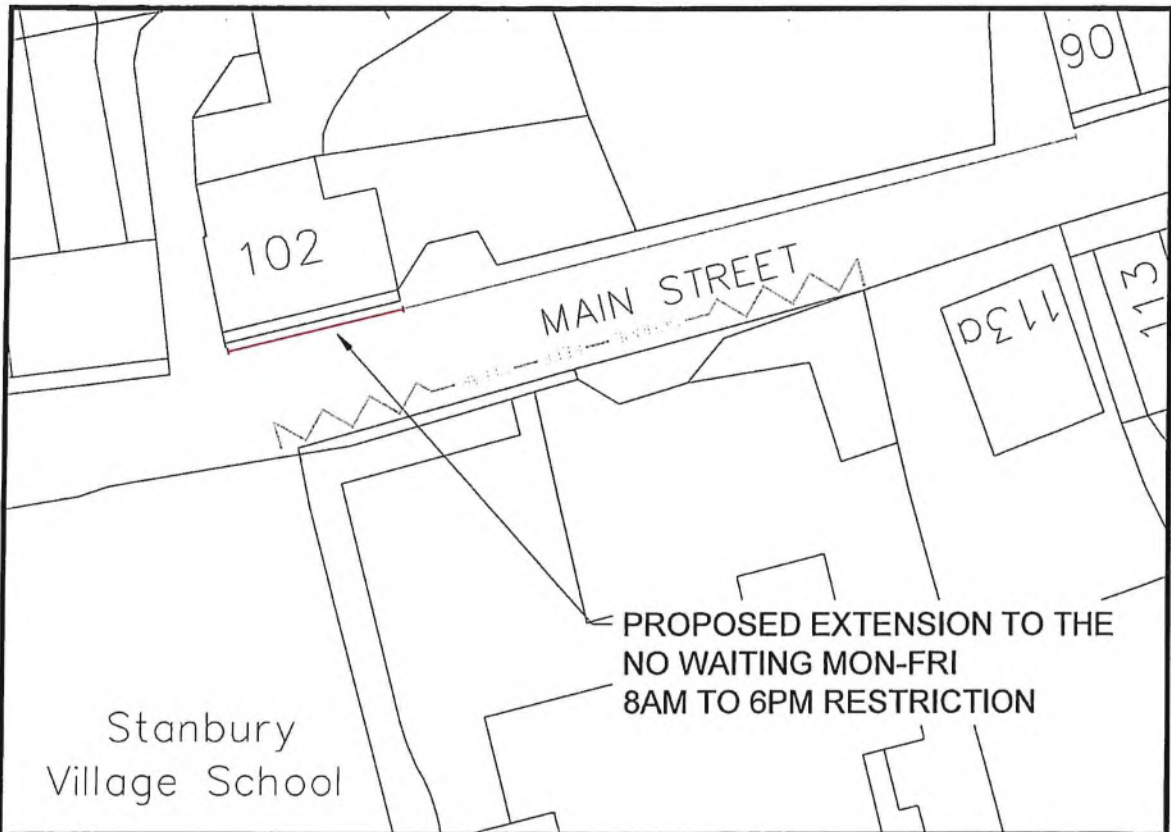 90
102
MAIN STREET
113a
113
PROPOSED EXTENSION TO THE
NO WAITING MON-FRI
8AM TO 6PM RESTRICTION
Stanbury
Village School